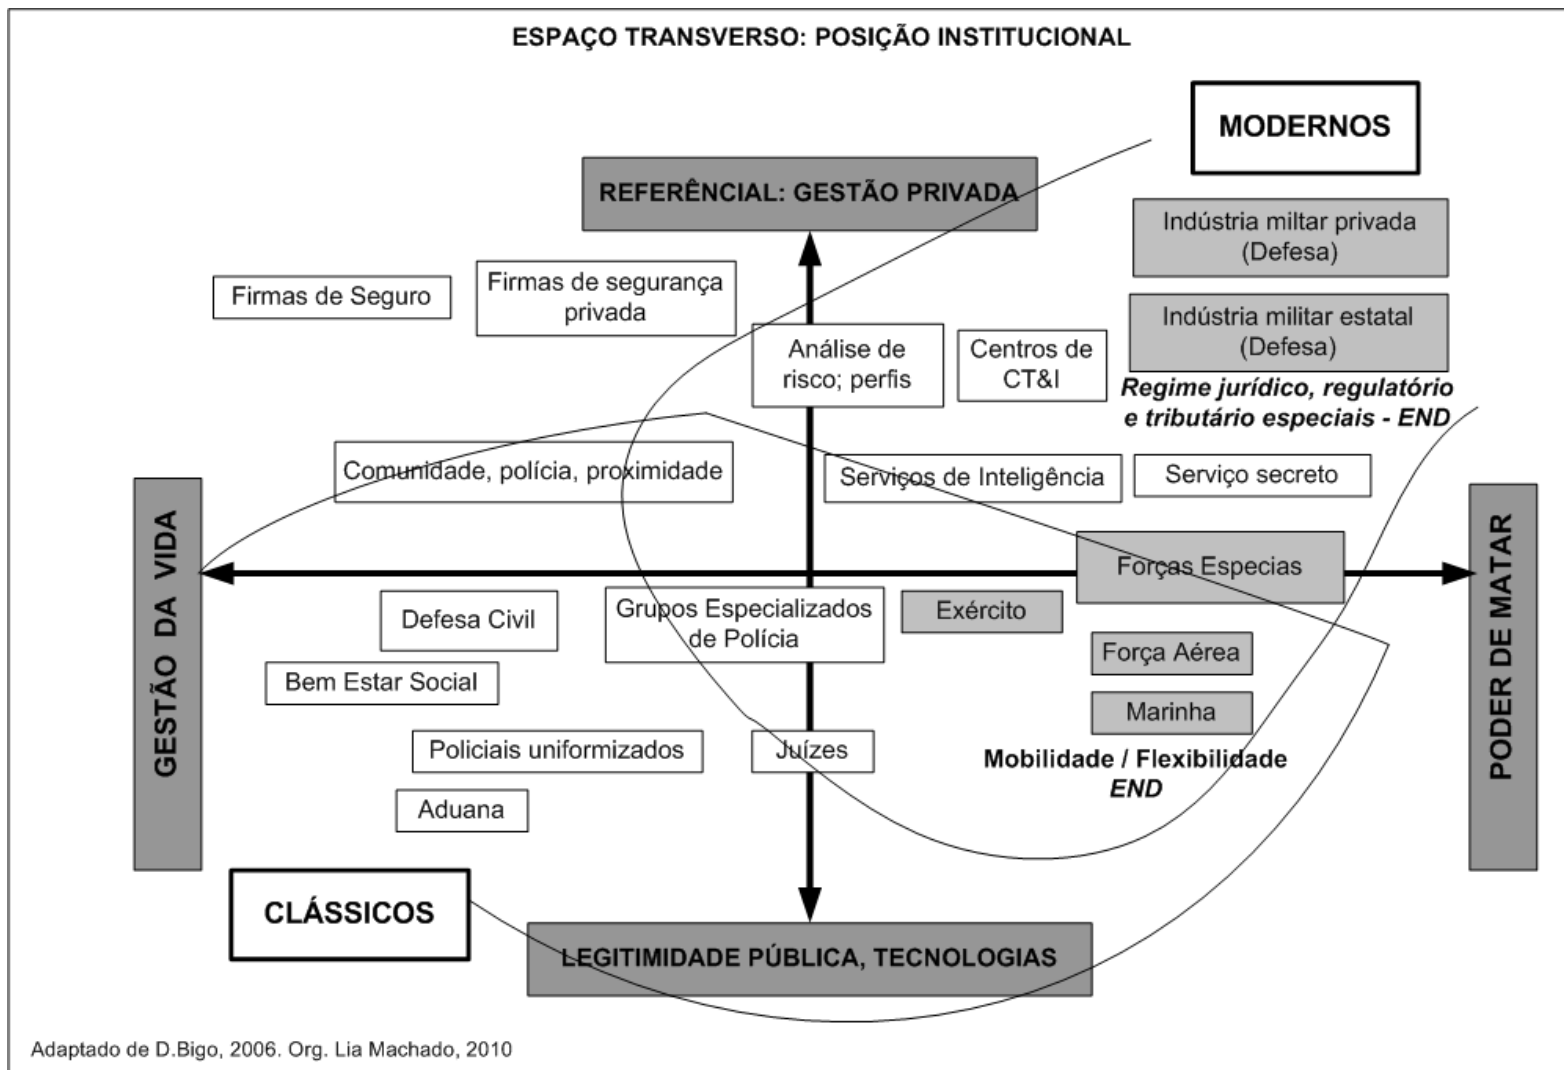 ESPAÇO TRANSVERSO: POSIÇÃO INSTITUCIONAL
MODERNOS
REFERÊNCIAL: GESTÃO PRIVADA
Indústria miltar privada
(Defesa)
Firmas de Seguro
Firmas de segurança
privada
Indústria militar estatal
(Defesa)
Análise de
risco; perfis
Centros de
CT&I
Regime jurídico, regulatório
e tributário especiais - END
Comunidade, polícia, proximidade
Serviços de Inteligência
Serviço secreto
GESTÃO DA VIDA
PODER DE MATAR
Forças Especias
Defesa Civil
Grupos Especializados
de Polícia
Exército
Força Aérea
Bem Estar Social
Marinha
Policiais uniformizados
Juízes
Mobilidade / Flexibilidade
END
Aduana
CLÁSSICOS
LEGITIMIDADE PÚBLICA, TECNOLOGIAS
Adaptado de D.Bigo, 2006. Org. Lia Machado, 2010